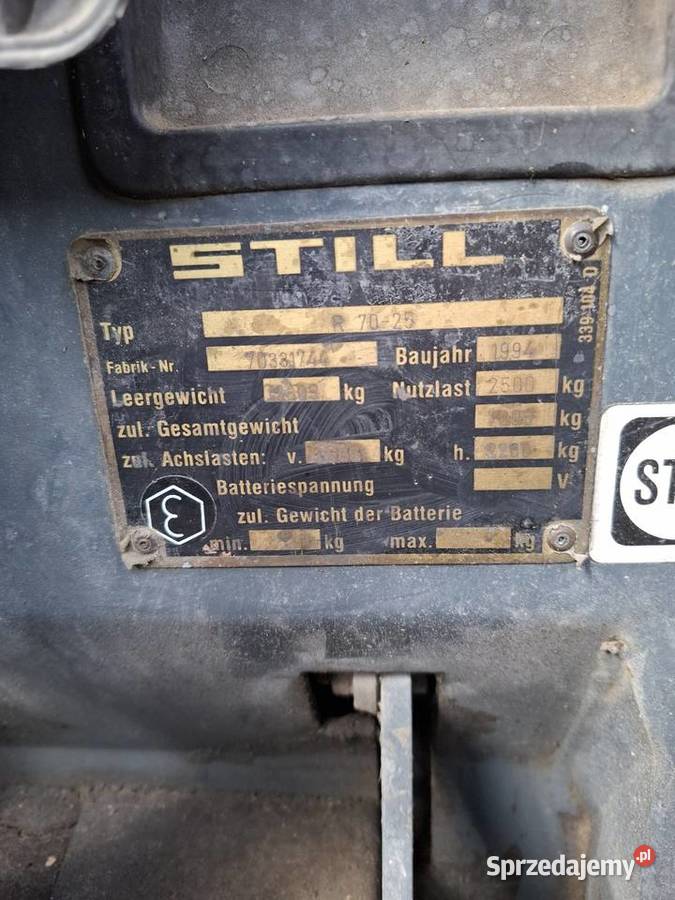 STILL
Typ R 70-25
Fabrik-Nr. 70331744 Baujahr 1994
Leergewicht kg Nutzlast 2500 kg
zul. Gesamtgewicht kg
zul. Achslasten: v. kg h. kg
Batteriespannung V
zul. Gewicht der Batterie
min. kg max. kg
339 104 D
ST
Sprzedajemy.pl